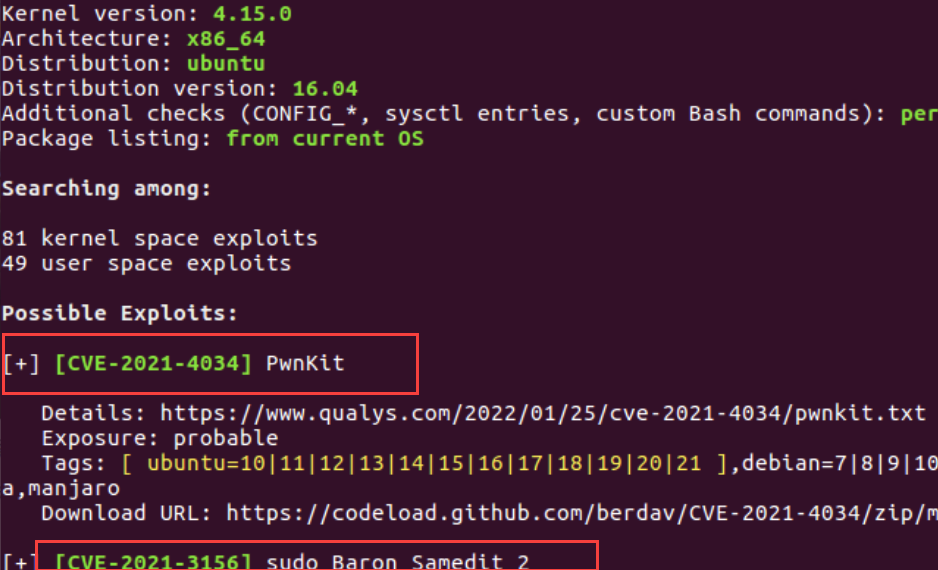 Kernel version: 4.15.0
Architecture: x86_64
Distribution: ubuntu
Distribution version: 16.04
Additional checks (CONFIG_*, sysctl entries, custom Bash commands): per
Package listing: from current OS
Searching among:
81 kernel space exploits
49 user space exploits
Possible Exploits:
[+] [CVE-2021-4034] PwnKit
Details: https://www.qualys.com/2022/01/25/cve-2021-4034/pwnkit.txt
Exposure: probable
Tags: [ ubuntu=10|11|12|13|14|15|16|17|18|19|20|21 ],debian=7|8|9|10
a,manjaro
Download URL: https://codeload.github.com/berdav/CVE-2021-4034/zip/m
[+] [CVE-2021-3156] sudo Baron Samedit 2